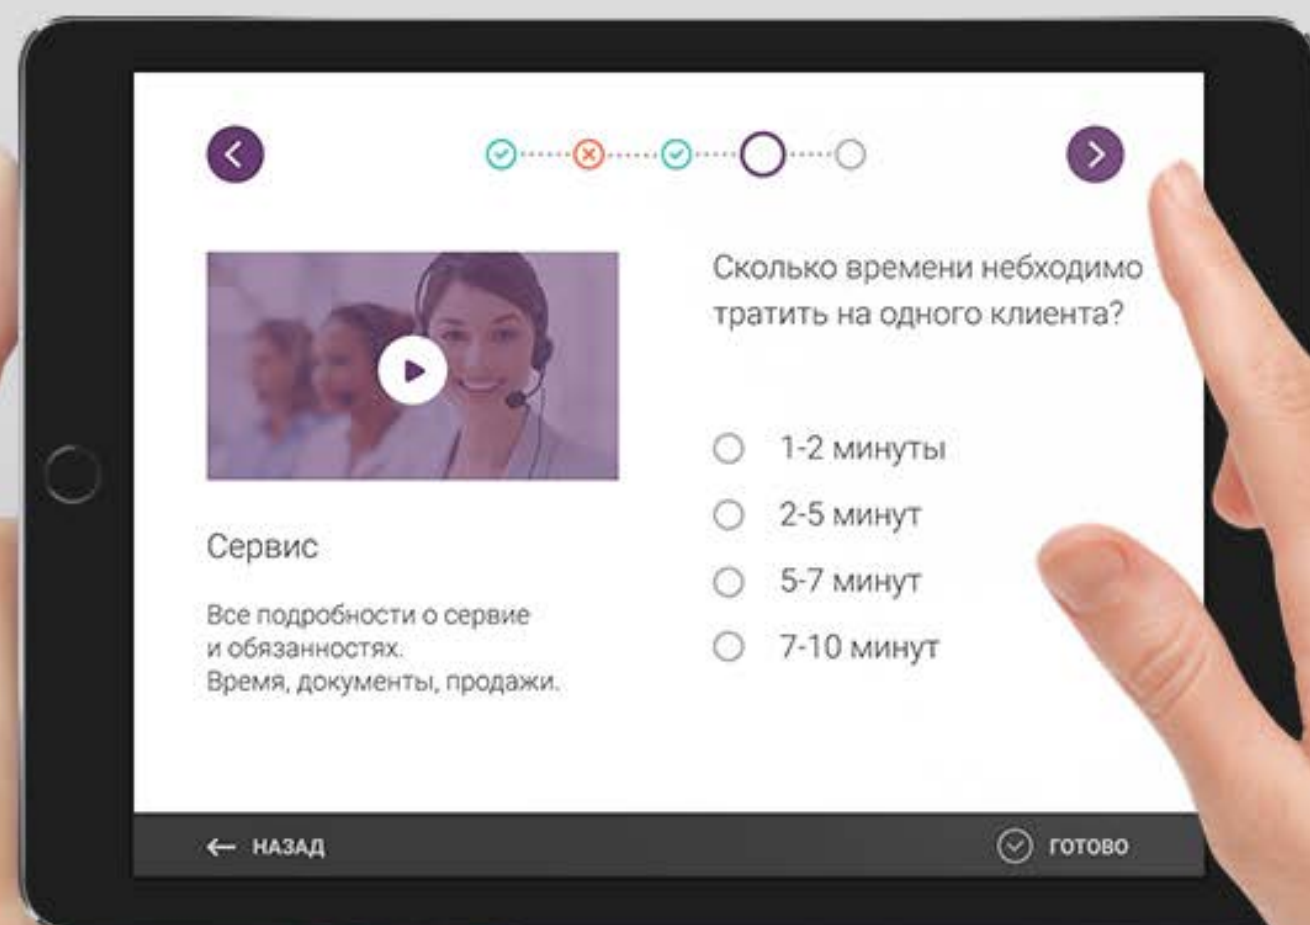 Сколько времени небходимо
тратить на одного клиента?
1-2 минуты
2-5 минут
5-7 минут
7-10 минут
Сервис
Все подробности о сервие
и обязанностях.
Время, документы, продажи.
НАЗАД
ГОТОВО